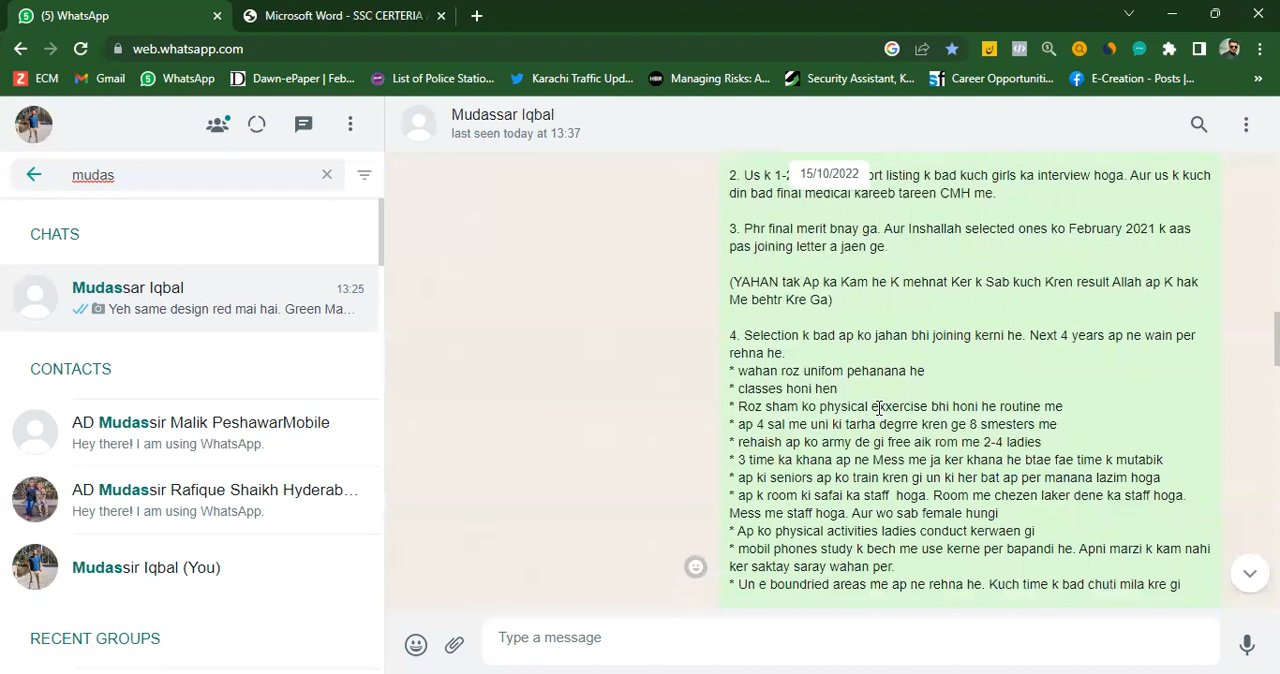 (5) WhatsApp
Microsoft Word - SSC CERTERIA
web.whatsapp.com
ECM
Gmail
WhatsApp
Dawn-ePaper | Feb...
List of Police Statio...
Karachi Traffic Upd...
Managing Risks: A...
Security Assistant, K...
Career Opportuniti...
E-Creation - Posts |...
»
Mudassar Iqbal
last seen today at 13:37
mudas
CHATS
Mudassar Iqbal
13:25
Yeh same design red mai hai. Green Ma...
CONTACTS
AD Mudassir Malik PeshawarMobile
Hey there! I am using WhatsApp.
AD Mudassir Rafique Shaikh Hyderab...
Hey there! I am using WhatsApp.
Mudassir Iqbal (You)
RECENT GROUPS
15/10/2022
2. Us k 1-2 ort listing k bad kuch girls ka interview hoga. Aur us k kuch
din bad final medical kareeb tareen CMH me.
3. Phr final merit bnay ga. Aur Inshallah selected ones ko February 2021 k aas
pas joining letter a jaen ge.
(YAHAN tak Ap ka Kam he K mehnat Ker k Sab kuch Kren result Allah ap K hak
Me behtr Kre Ga)
4. Selection k bad ap ko jahan bhi joining kerni he. Next 4 years ap ne wain per
rehna he.
* wahan roz unifom pehanana he
* classes honi hen
* Roz sham ko physical exxercise bhi honi he routine me
* ap 4 sal me uni ki tarha degrre kren ge 8 smesters me
* rehaish ap ko army de gi free aik rom me 2-4 ladies
* 3 time ka khana ap ne Mess me ja ker khana he btae fae time k mutabik
* ap ki seniors ap ko train kren gi un ki her bat ap per manana lazim hoga
* ap k room ki safai ka staff hoga. Room me chezen laker dene ka staff hoga.
Mess me staff hoga. Aur wo sab female hungi
* Ap ko physical activities ladies conduct kerwaen gi
* mobil phones study k bech me use kerne per bapandi he. Apni marzi k kam nahi
ker saktay saray wahan per.
* Un e boundried areas me ap ne rehna he. Kuch time k bad chuti mila kre gi
Type a message